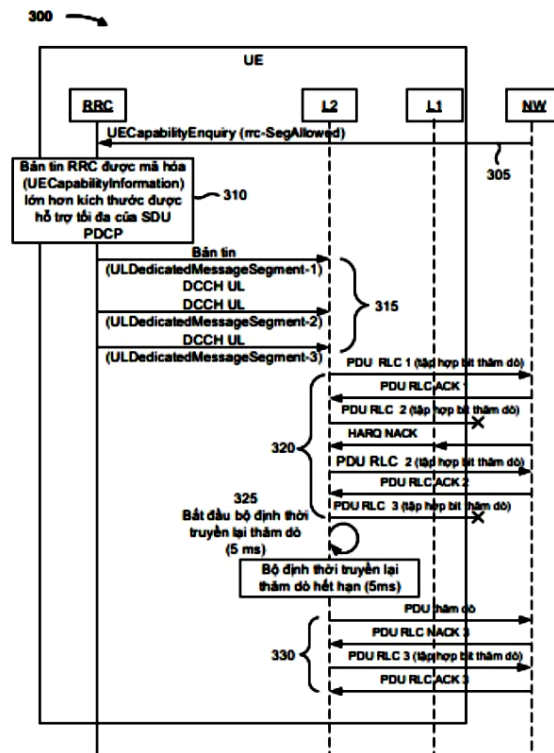 300
UE
RRC
L2
L1
NW
UECapabilityEnquiry (rrc-SegAllowed)
305
Bản tin RRC được mã hóa
(UECapabilityInformation)
lớn hơn kích thước được
hỗ trợ tối đa của SDU
PDCP
310
Bản tin
(ULDedicatedMessageSegment-1)
DCCH UL
DCCH UL
(ULDedicatedMessageSegment-2)
DCCH UL
(ULDedicatedMessageSegment-3)
315
PDU RLC 1 (tập hợp bit thăm dò)
PDU RLC ACK 1
PDU RLC 2 (tập hợp bit thăm dò)
HARQ NACK
320
PDU RLC 2 (tập hợp bit thăm dò)
PDU RLC ACK 2
PDU RLC 3 (tập hợp bit thăm dò)
325
Bắt đầu bộ định thời
truyền lại thăm dò
(5 ms)
Bộ định thời truyền lại
thăm dò hết hạn (5ms)
PDU thăm dò
PDU RLC NACK 3
330
PDU RLC 3 (tập hợp bit thăm dò)
PDU RLC ACK 3